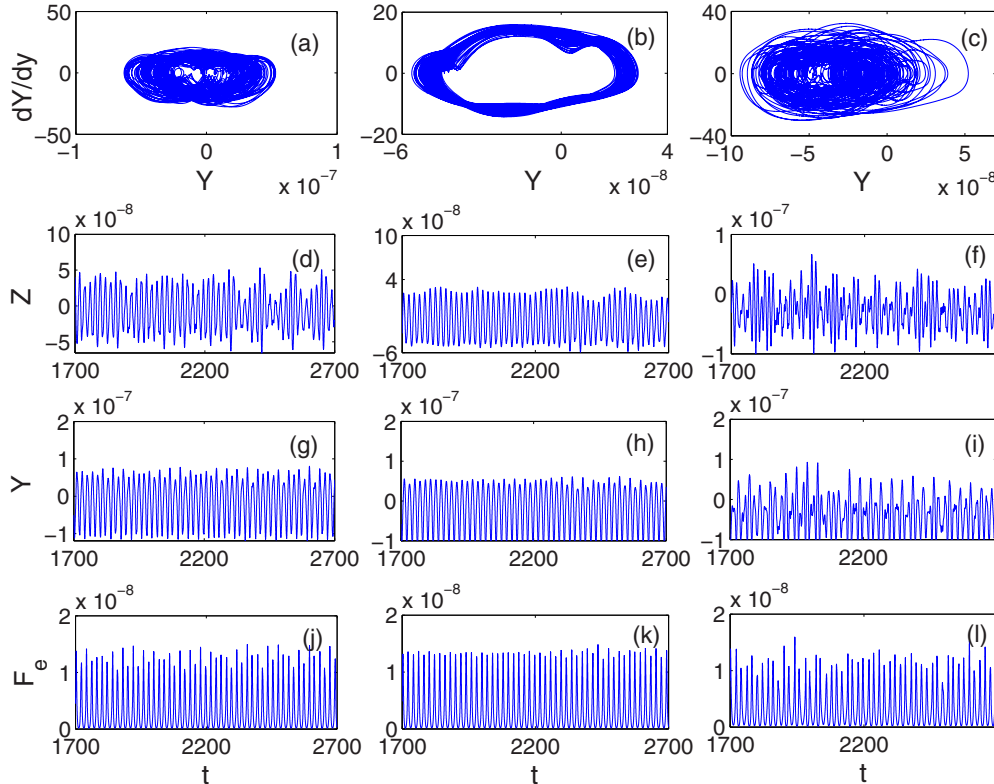 50 (a) 20 (b) 40 (c)
dY/dy 0 0 0
−50 −20 −40
−1 0 1 −6 0 4 −10 −5 0 5
Y x 10⁻⁷ Y x 10⁻⁸ Y x 10⁻⁸
x 10⁻⁸ x 10⁻⁸ x 10⁻⁷
10 (d) 10 (e) 1 (f)
Z 5 4 0
0
−5 −6 −1
1700 2200 2700 1700 2200 2700 1700 2200
x 10⁻⁷ x 10⁻⁷ x 10⁻⁷
2 (g) 2 (h) 2 (i)
1 1 1
Y 0 0 0
−1 −1 −1
1700 2200 2700 1700 2200 2700 1700 2200
x 10⁻⁸ x 10⁻⁸ x 10⁻⁸
2 (j) 2 (k) 2 (l)
F_e 1 1 1
0 0 0
1700 2200 2700 1700 2200 2700 1700 2200
t t t